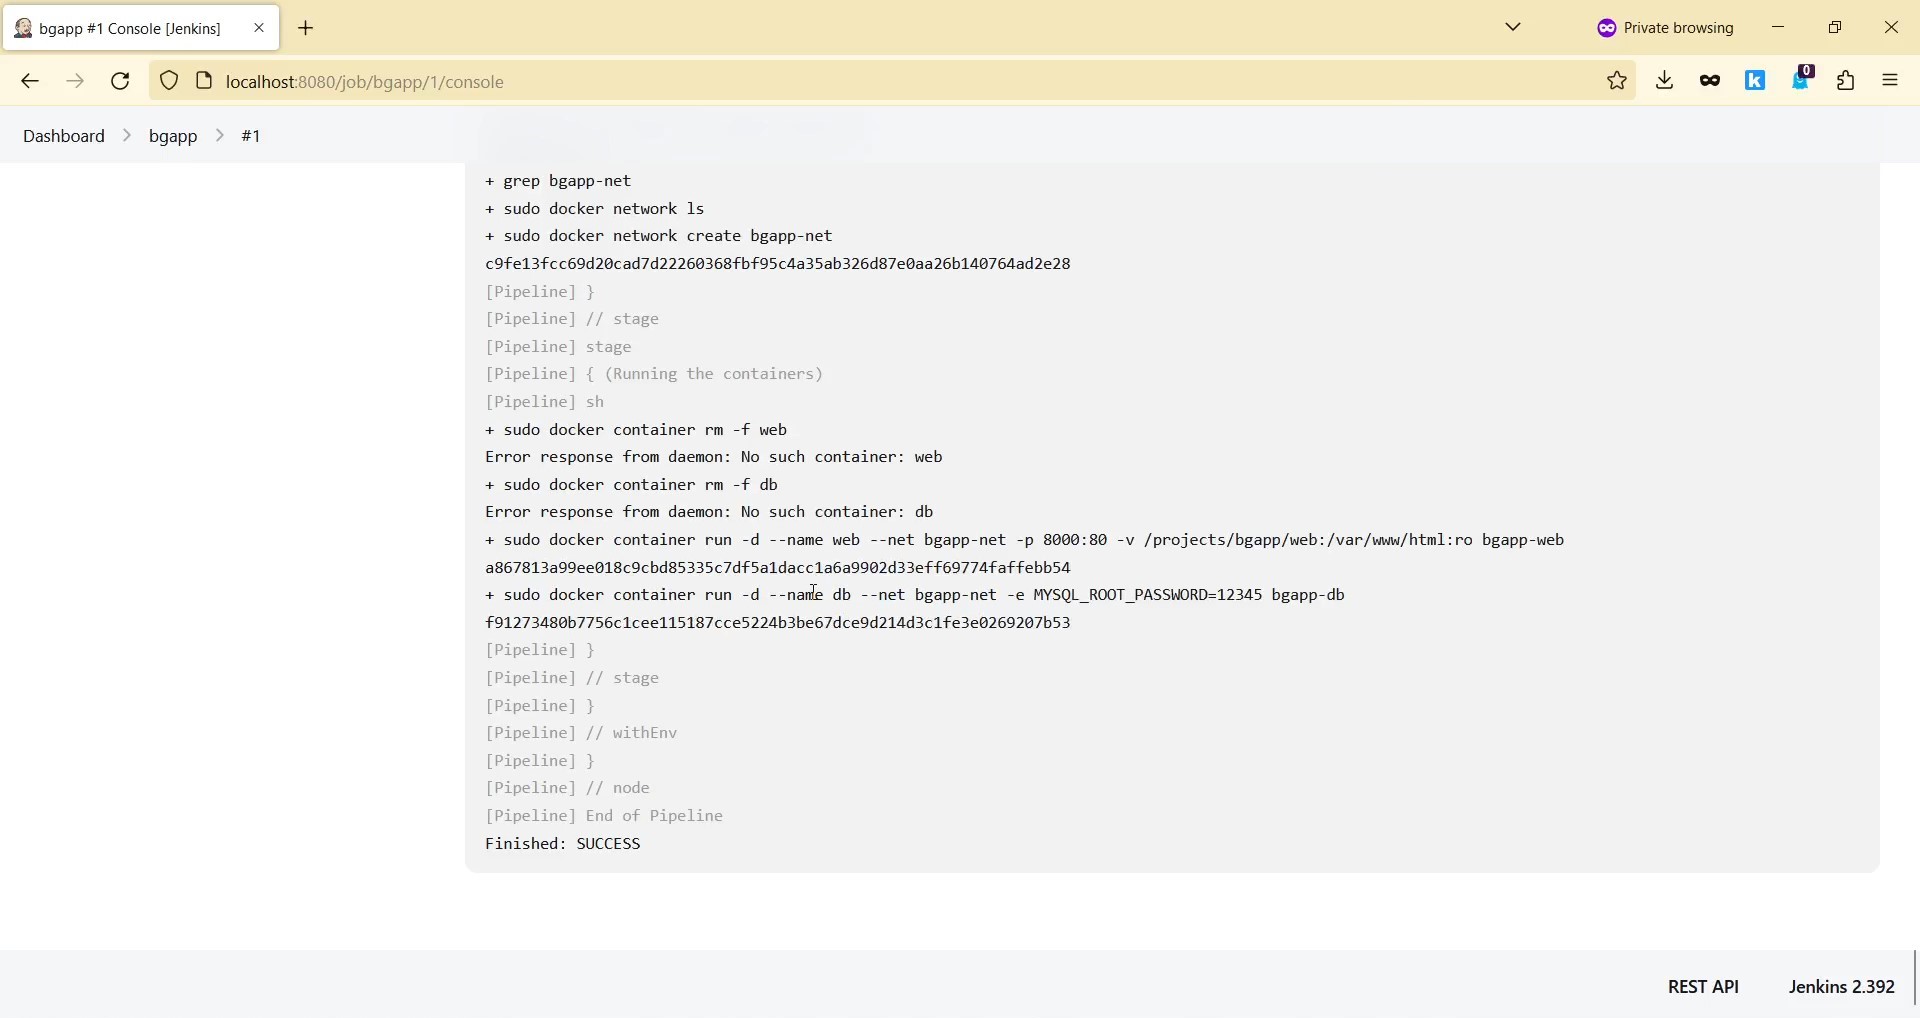 bgapp #1 Console [Jenkins]
Private browsing
localhost:8080/job/bgapp/1/console
k
0
Dashboard > bgapp > #1
+ grep bgapp-net
+ sudo docker network ls
+ sudo docker network create bgapp-net
c9fe13fcc69d20cad7d22260368fbf95c4a35ab326d87e0aa26b140764ad2e28
[Pipeline] }
[Pipeline] // stage
[Pipeline] stage
[Pipeline] { (Running the containers)
[Pipeline] sh
+ sudo docker container rm -f web
Error response from daemon: No such container: web
+ sudo docker container rm -f db
Error response from daemon: No such container: db
+ sudo docker container run -d --name web --net bgapp-net -p 8000:80 -v /projects/bgapp/web:/var/www/html:ro bgapp-web
a867813a99ee018c9cbd85335c7df5a1dacc1a6a9902d33eff69774faffebb54
+ sudo docker container run -d --name db --net bgapp-net -e MYSQL_ROOT_PASSWORD=12345 bgapp-db
f91273480b7756c1cee115187cce5224b3be67dce9d214d3c1fe3e0269207b53
[Pipeline] }
[Pipeline] // stage
[Pipeline] }
[Pipeline] // withEnv
[Pipeline] }
[Pipeline] // node
[Pipeline] End of Pipeline
Finished: SUCCESS
REST API
Jenkins 2.392